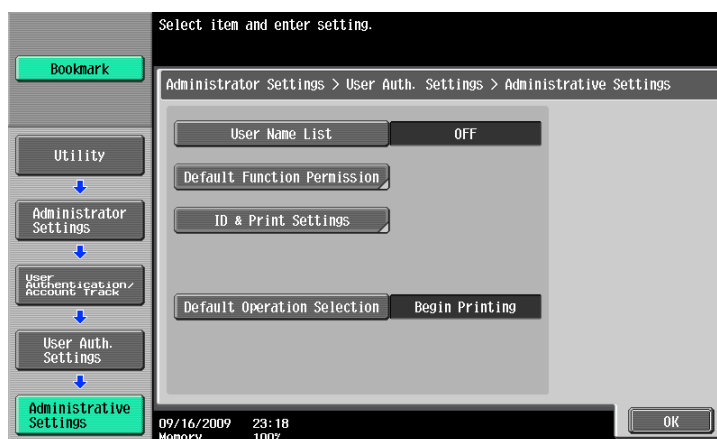 Select item and enter setting.
Bookmark
Administrator Settings > User Auth. Settings > Administrative Settings
User Name List OFF
Default Function Permission
ID & Print Settings
Default Operation Selection Begin Printing
Utility
Administrator
Settings
User
Authentication/
Account Track
User Auth.
Settings
Administrative
Settings
09/16/2009 23:18
Memory 100%
OK